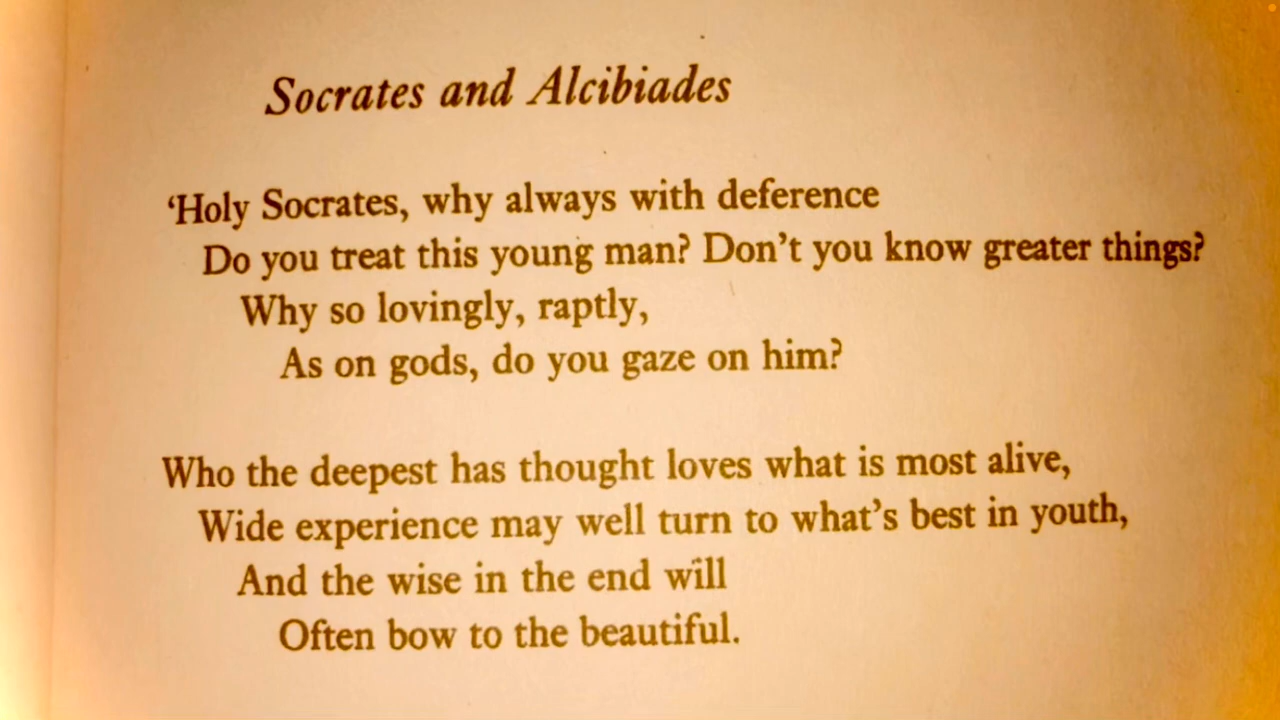 Socrates and Alcibiades
‘Holy Socrates, why always with deference
Do you treat this young man? Don’t you know greater things?
Why so lovingly, raptly,
As on gods, do you gaze on him?
Who the deepest has thought loves what is most alive,
Wide experience may well turn to what’s best in youth,
And the wise in the end will
Often bow to the beautiful.